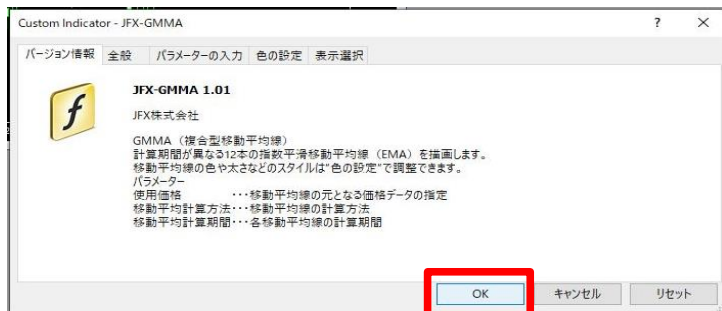 Custom Indicator - JFX-GMMA
バージョン情報 全般 パラメーターの入力 色の設定 表示選択
JFX-GMMA 1.01
JFX株式会社
GMMA（複合型移動平均線）
計算期間が異なる12本の指数平滑移動平均線（EMA）を描画します。
移動平均線の色や太さなどのスタイルは"色の設定"で調整できます。
パラメーター
使用価格　　　　・・・移動平均線の元となる価格データの指定
移動平均計算方法・・・移動平均線の計算方法
移動平均計算期間・・・各移動平均線の計算期間
OK キャンセル リセット